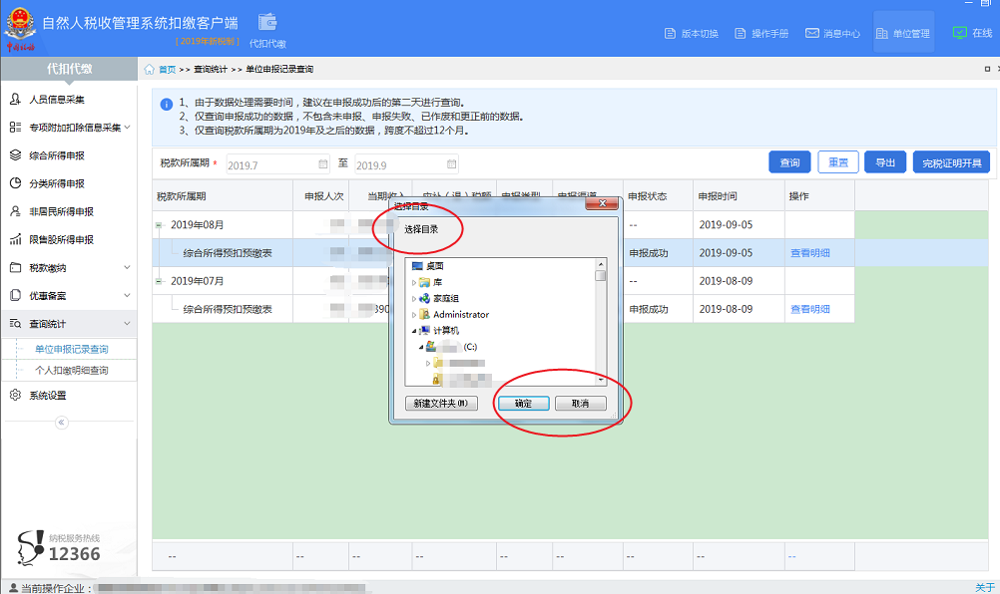 自然人税收管理系统扣缴客户端
[ 2019年新税制 ]
代扣代缴
版本切换
操作手册
消息中心
单位管理
在线
代扣代缴
首页 >> 查询统计 >> 单位申报记录查询
人员信息采集
专项附加扣除信息采集
综合所得申报
分类所得申报
非居民所得申报
限售股所得申报
税款缴纳
优惠备案
查询统计
单位申报记录查询
个人扣缴明细查询
系统设置
纳税服务热线
12366
1、由于数据处理需要时间，建议在申报成功后的第二天进行查询。
2、仅查询申报成功的数据，不包含未申报、申报失败、已作废和更正前的数据。
3、仅查询税款所属期为2019年及之后的数据，跨度不超过12个月。
税款所属期 * 2019.7 至 2019.9
查询 重置 导出 完税证明开具
税款所属期 申报人次 当期收入 应补（退）税额 申报类型 申报渠道 申报状态 申报时间 操作
2019年08月 -- 2019-09-05
综合所得预扣预缴表 申报成功 2019-09-05 查看明细
2019年07月 -- 2019-08-09
综合所得预扣预缴表 申报成功 2019-08-09 查看明细
选择目录
选择目录
桌面
库
家庭组
Administrator
计算机
(C:)
新建文件夹(M) 确定 取消
-- -- -- -- -- -- -- -- --
当前操作企业：
关于